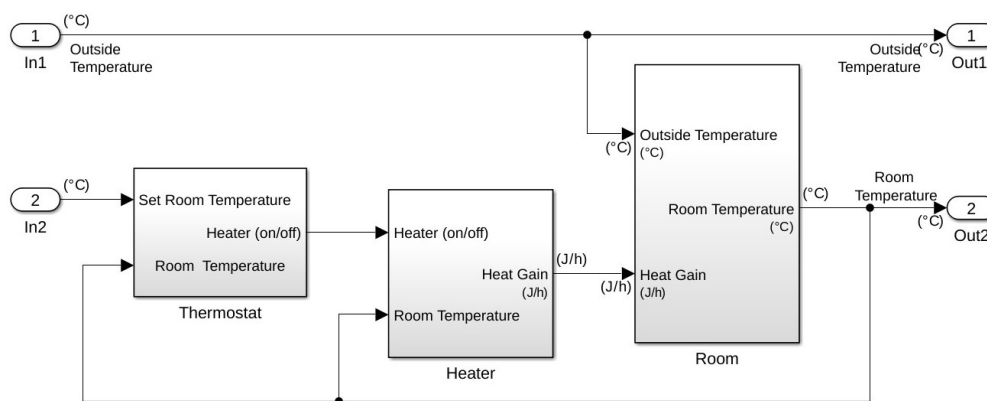 (°C)
1
In1
Outside
Temperature
Outside
Temperature
(°C)
1
Out1
Outside Temperature
(°C)
(°C)
(°C)
2
In2
Set Room Temperature
Heater (on/off)
Room  Temperature
Thermostat
Heater (on/off)
Heat Gain
(J/h)
Room Temperature
Heater
(J/h)
(J/h)
Room Temperature
(°C)
Heat Gain
(J/h)
Room
(°C)
Room
Temperature
(°C)
2
Out2